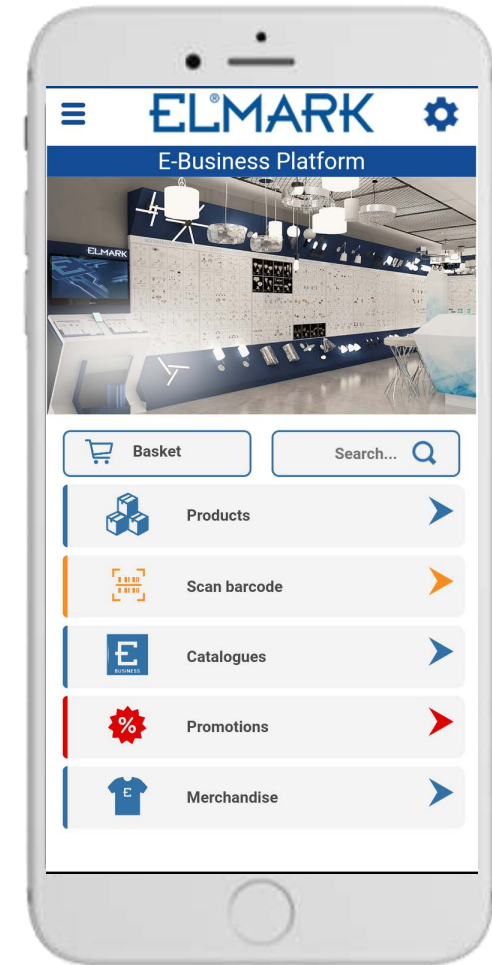 ELMARK®
E-Business Platform
ELMARK
Basket
Search...
Products
Scan barcode
E
BUSINESS
Catalogues
%
Promotions
E
Merchandise